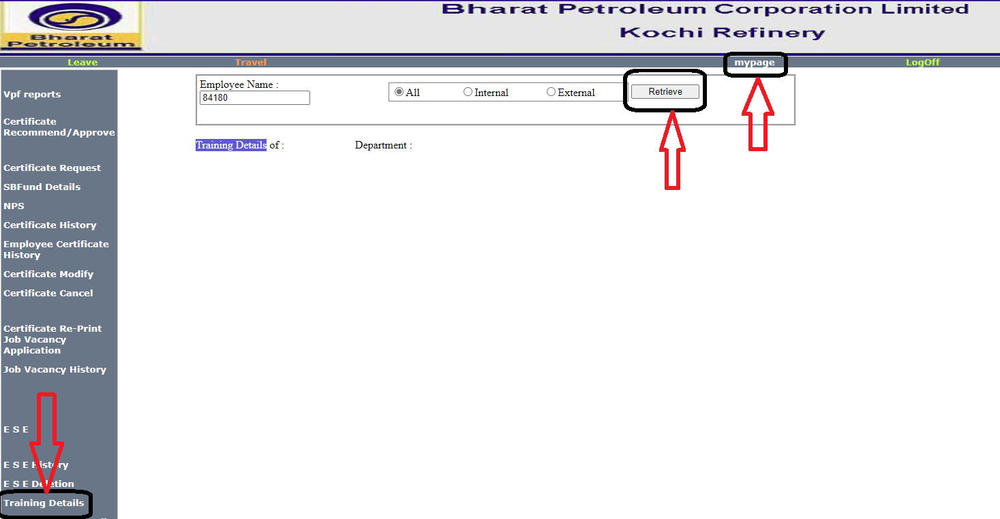 Bharat Petroleum Corporation Limited
Kochi Refinery
Bharat
Petroleum
Leave Travel mypage LogOff
Vpf reports
Certificate
Recommend/Approve
Certificate Request
SBFund Details
NPS
Certificate History
Employee Certificate
History
Certificate Modify
Certificate Cancel
Certificate Re-Print
Job Vacancy
Application
Job Vacancy History
E S E
E S E History
E S E Deletion
Training Details
Employee Name :
84180
All Internal External Retrieve
Training Details of : Department :